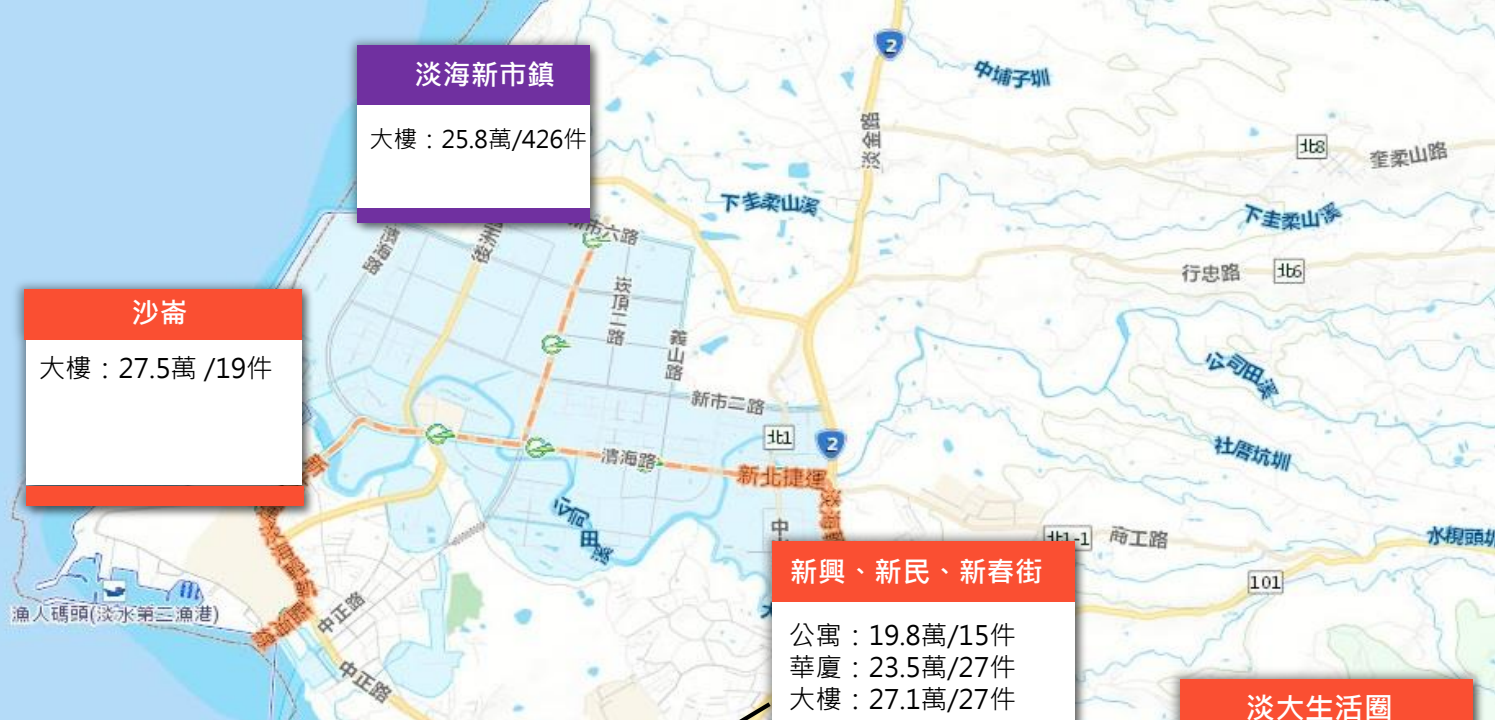 淡海新市鎮
大樓：25.8萬/426件
沙崙
大樓：27.5萬 /19件
新興、新民、新春街
公寓：19.8萬/15件
華廈：23.5萬/27件
大樓：27.1萬/27件
淡大生活圈
2
中埔子圳
淡金路
北8
奎柔山路
下圭柔山溪
下圭柔山溪
行忠路
北6
新市六路
濱海路
崁頂二路
義山路
新市二路
北1
2
濱海路
新北捷運
公司田溪
公司田溪
社厝坑圳
北1-1
商工路
水梘頭圳
101
漁人碼頭(淡水第二漁港)
中正路
中正路